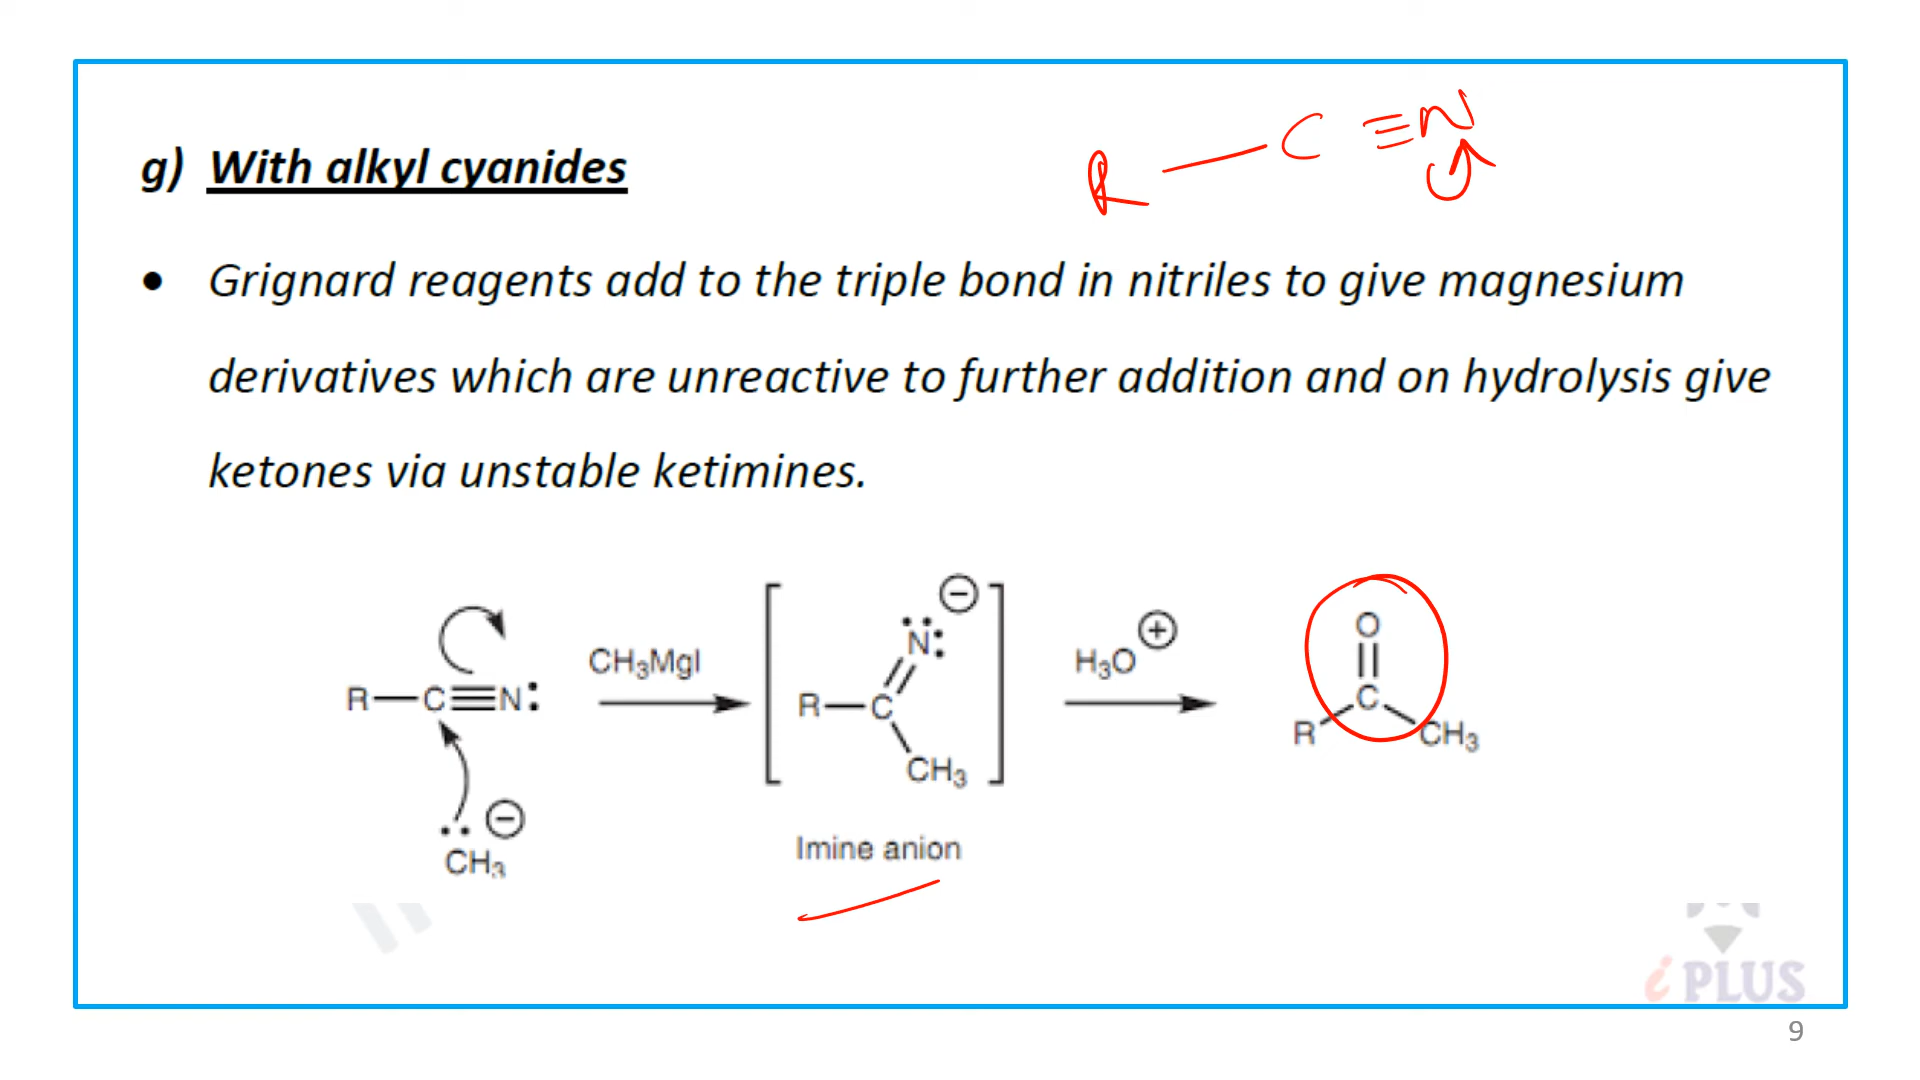 R — C ≡ N
g) With alkyl cyanides
• Grignard reagents add to the triple bond in nitriles to give magnesium
derivatives which are unreactive to further addition and on hydrolysis give
ketones via unstable ketimines.
R—C≡N: CH₃MgI [R—C=N:⊖ CH₃] H₃O⊕ O=C R CH₃
:⊖
CH₃
Imine anion
i PLUS
9